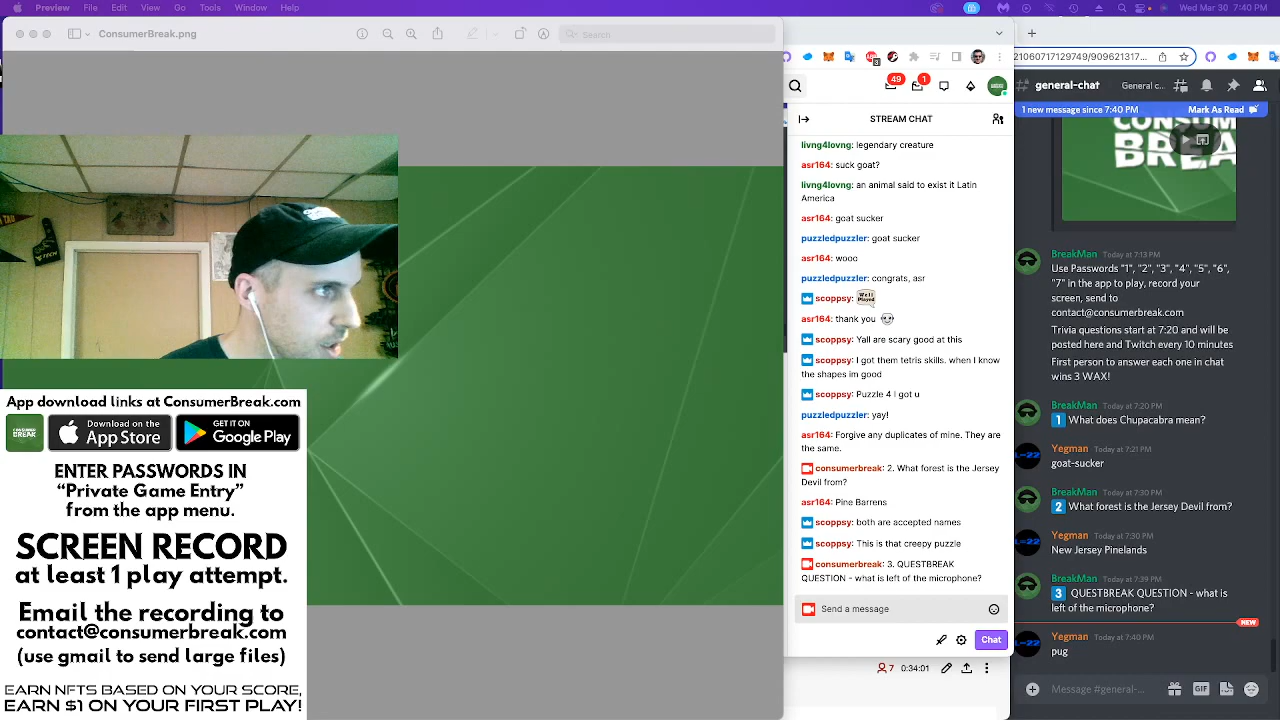 Preview File Edit View Go Tools Window Help
Wed Mar 30 7:40 PM
ConsumerBreak.png
Search
21060717129749/909621317
49
1
general-chat
General c...
1 new message since 7:40 PM
Mark As Read
STREAM CHAT
livng4lovng: legendary creature
asr164: suck goat?
livng4lovng: an animal said to exist it Latin
America
asr164: goat sucker
puzzledpuzzler: goat sucker
asr164: wooo
puzzledpuzzler: congrats, asr
scoppsy: Well Played
asr164: thank you
scoppsy: Yall are scary good at this
scoppsy: I got them tetris skills. when I know
the shapes im good
scoppsy: Puzzle 4 I got u
puzzledpuzzler: yay!
asr164: Forgive any duplicates of mine. They are
the same.
consumerbreak: 2. What forest is the Jersey
Devil from?
asr164: Pine Barrens
scoppsy: both are accepted names
scoppsy: This is that creepy puzzle
consumerbreak: 3. QUESTBREAK
QUESTION - what is left of the microphone?
Send a message
Chat
7
0:34:01
BREA
BreakMan Today at 7:13 PM
Use Passwords "1", "2", "3", "4", "5", "6",
"7" in the app to play, record your
screen, send to
contact@consumerbreak.com
Trivia questions start at 7:20 and will be
posted here and Twitch every 10 minutes
First person to answer each one in chat
wins 3 WAX!
BreakMan Today at 7:20 PM
1 What does Chupacabra mean?
Yegman Today at 7:21 PM
goat-sucker
BreakMan Today at 7:30 PM
2 What forest is the Jersey Devil from?
Yegman Today at 7:30 PM
New Jersey Pinelands
BreakMan Today at 7:39 PM
3 QUESTBREAK QUESTION - what is
left of the microphone?
NEW
Yegman Today at 7:40 PM
pug
Message #general-...
GIF
App download links at ConsumerBreak.com
CONSUMER
BREAK
Download on the
App Store
GET IT ON
Google Play
ENTER PASSWORDS IN
“Private Game Entry”
from the app menu.
SCREEN RECORD
at least 1 play attempt.
Email the recording to
contact@consumerbreak.com
(use gmail to send large files)
EARN NFTS BASED ON YOUR SCORE,
EARN $1 ON YOUR FIRST PLAY!